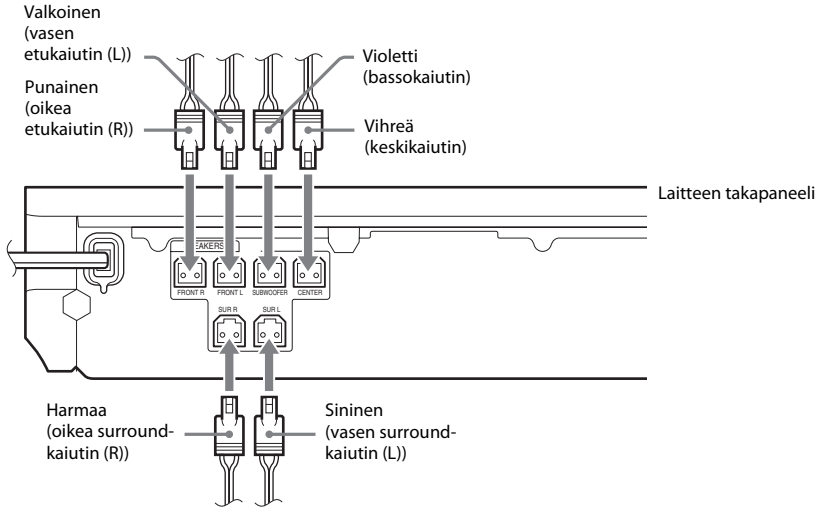 Valkoinen
(vasen
etukaiutin (L))
Punainen
(oikea
etukaiutin (R))
Violetti
(bassokaiutin)
Vihreä
(keskikaiutin)
Laitteen takapaneeli
EAKERS
FRONT R
FRONT L
SUBWOOFER
CENTER
SUR R
SUR L
Harmaa
(oikea surround-
kaiutin (R))
Sininen
(vasen surround-
kaiutin (L))